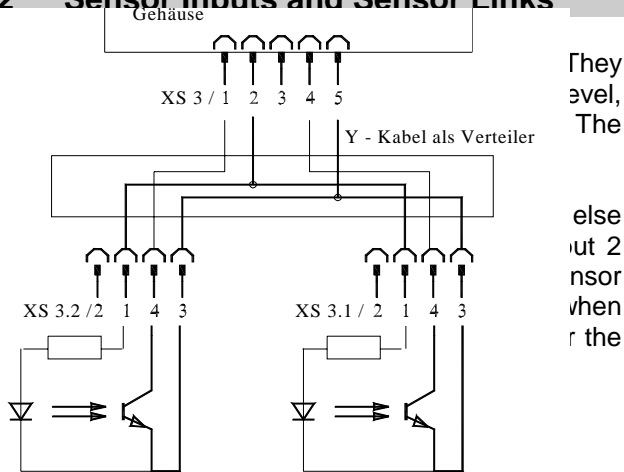 2 Sensor Inputs and Sensor Links
Gehäuse
They
evel,
The
XS 3 / 1 2 3 4 5
Y - Kabel als Verteiler
else
out 2
nsor
when
r the
XS 3.2 / 2 1 4 3
XS 3.1 / 2 1 4 3